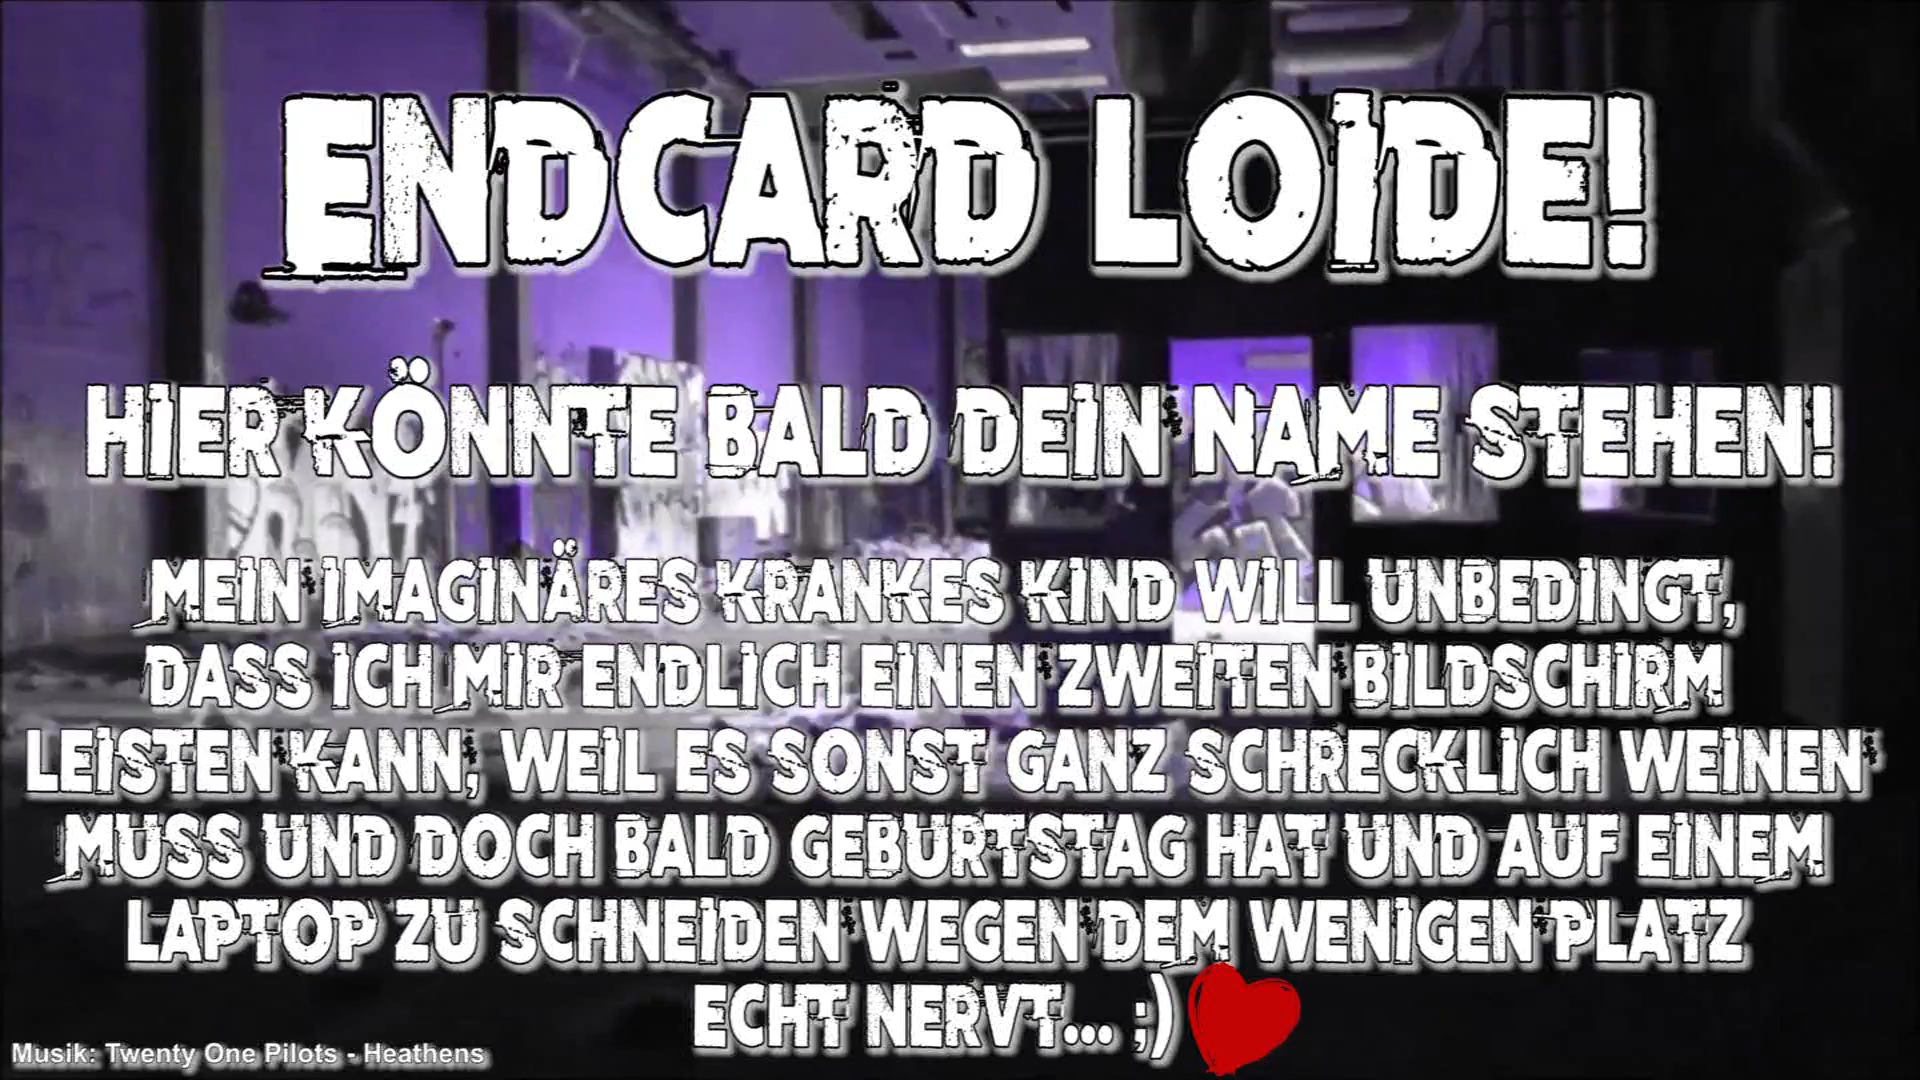 ENDCARD LOIDE!
HIER KÖNNTE BALD DEIN NAME STEHEN!
MEIN IMAGINÄRES KRANKES KIND WILL UNBEDINGT,
DASS ICH MIR ENDLICH EINEN ZWEITEN BILDSCHIRM
LEISTEN KANN, WEIL ES SONST GANZ SCHRECKLICH WEINEN
MUSS UND DOCH BALD GEBURTSTAG HAT UND AUF EINEM
LAPTOP ZU SCHNEIDEN WEGEN DEM WENIGEN PLATZ
ECHT NERVT... ;)
Musik: Twenty One Pilots - Heathens